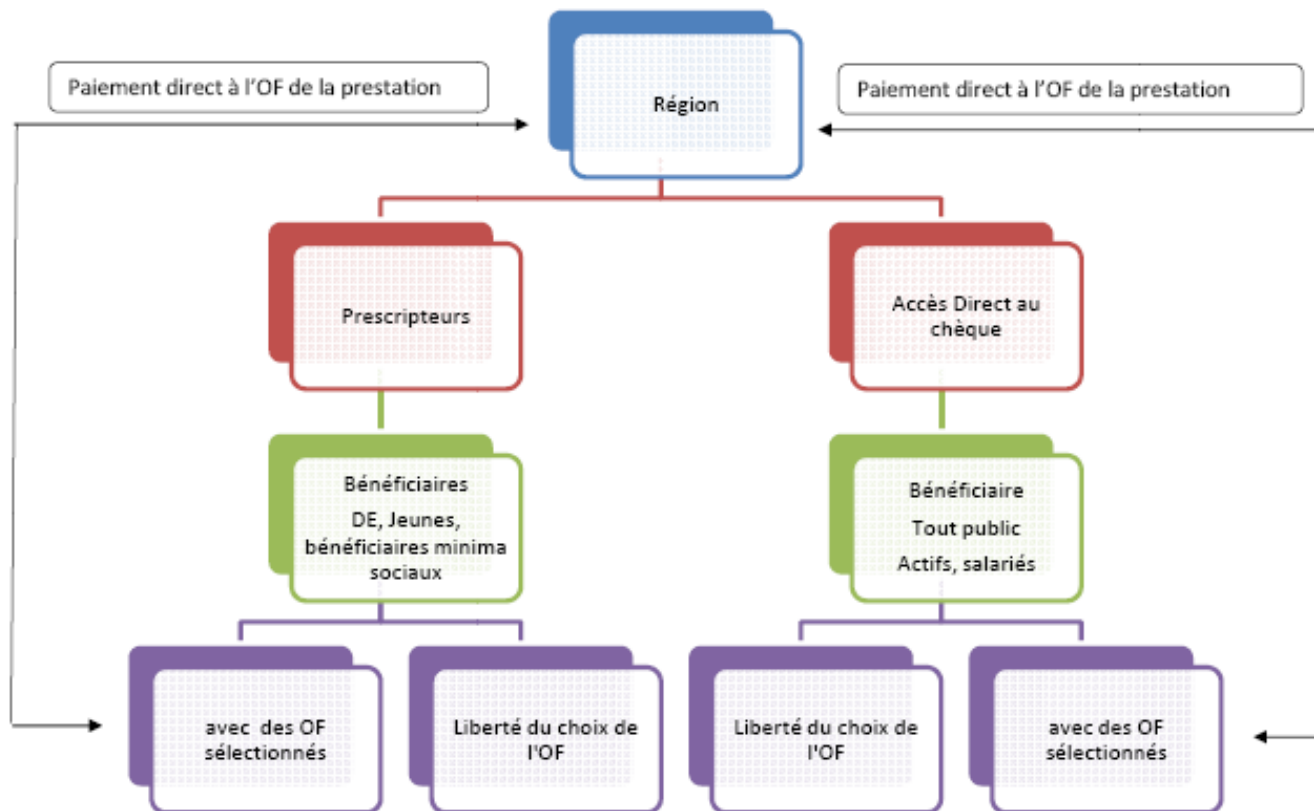 Paiement direct à l'OF de la prestation
Région
Paiement direct à l'OF de la prestation
Prescripteurs
Accès Direct au
chèque
Bénéficiaires
DE, Jeunes,
bénéficiaires minima
sociaux
Bénéficiaire
Tout public
Actifs, salariés
avec des OF
sélectionnés
Liberté du choix de
l'OF
Liberté du choix de
l'OF
avec des OF
sélectionnés